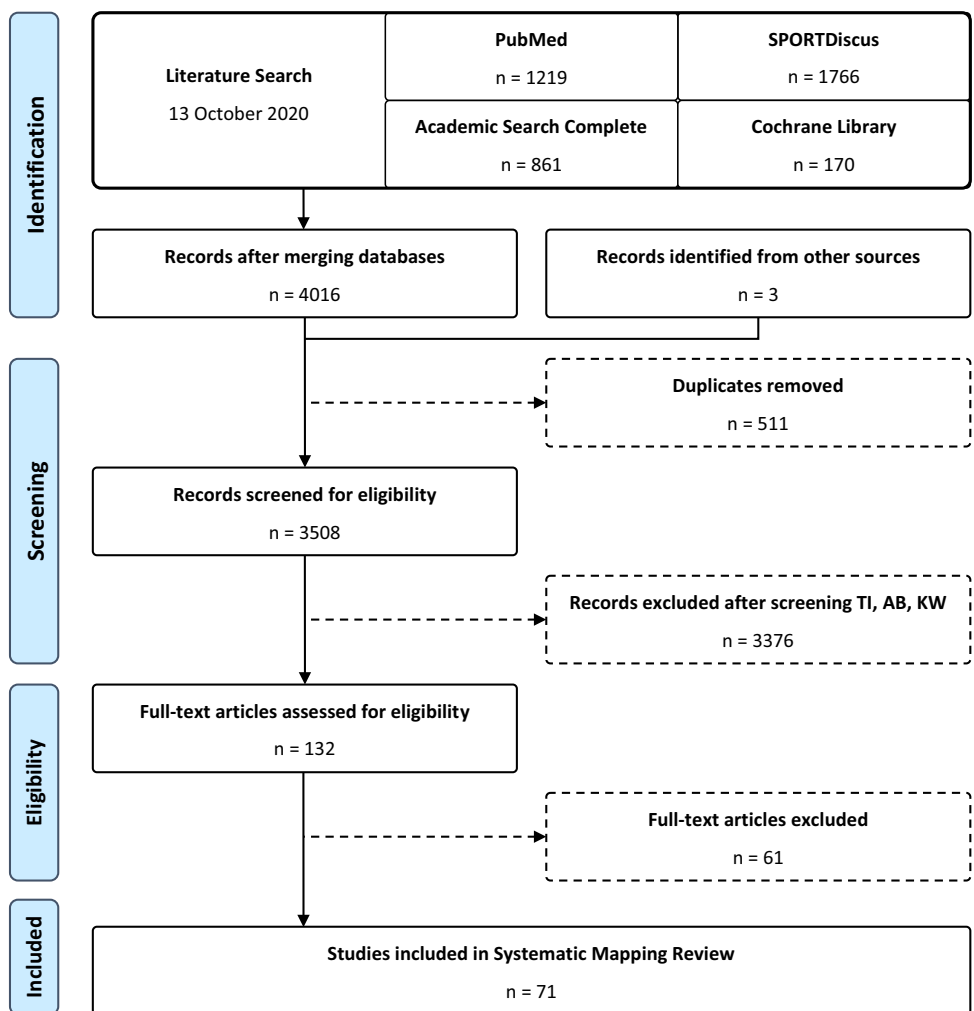 Identification
Literature Search
13 October 2020
PubMed
n = 1219
SPORTDiscus
n = 1766
Academic Search Complete
n = 861
Cochrane Library
n = 170
Records after merging databases
n = 4016
Records identified from other sources
n = 3
Screening
Duplicates removed
n = 511
Records screened for eligibility
n = 3508
Records excluded after screening TI, AB, KW
n = 3376
Eligibility
Full-text articles assessed for eligibility
n = 132
Full-text articles excluded
n = 61
Included
Studies included in Systematic Mapping Review
n = 71